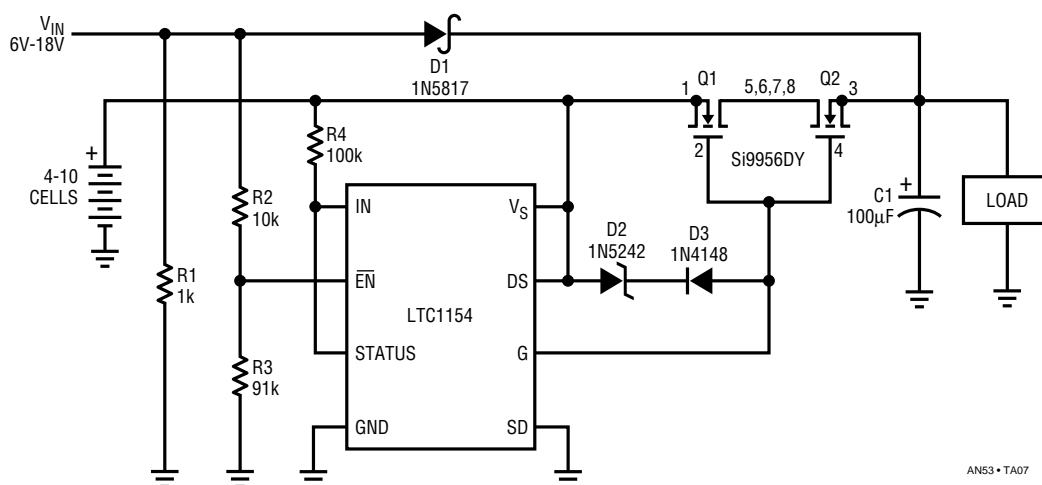 V_IN
6V-18V
D1
1N5817
1
Q1
5,6,7,8
Q2
3
2
4
Si9956DY
+
4-10
CELLS
R4
100k
R2
10k
R1
1k
R3
91k
IN
EN
STATUS
GND
LTC1154
V_S
DS
G
SD
D2
1N5242
D3
1N4148
+
C1
100μF
LOAD
AN53 • TA07